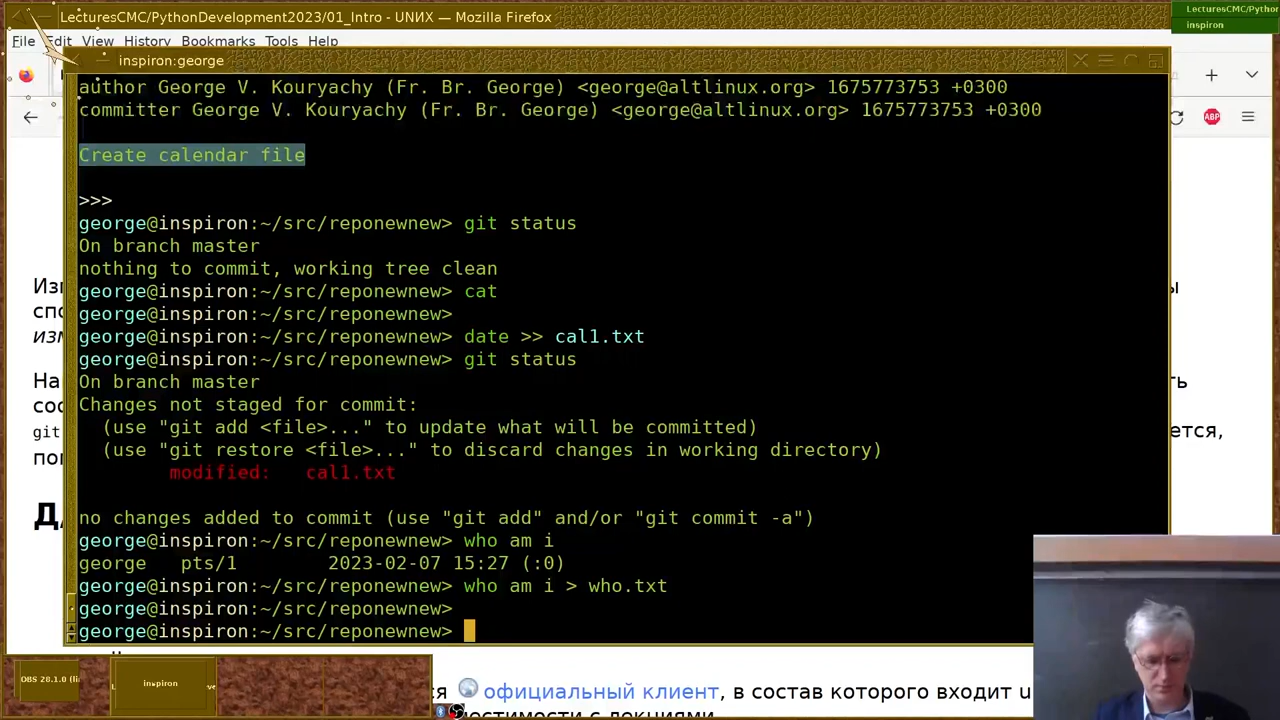 LecturesCMC/PythonDevelopment2023/01_Intro - UNИX — Mozilla Firefox
LecturesCMC/Python
inspiron
File Edit View History Bookmarks Tools Help
inspiron:george
author George V. Kouryachy (Fr. Br. George) <george@altlinux.org> 1675773753 +0300
committer George V. Kouryachy (Fr. Br. George) <george@altlinux.org> 1675773753 +0300
ABP
Create calendar file
>>>
george@inspiron:~/src/reponewnew> git status
On branch master
nothing to commit, working tree clean
george@inspiron:~/src/reponewnew> cat
george@inspiron:~/src/reponewnew>
george@inspiron:~/src/reponewnew> date >> cal1.txt
george@inspiron:~/src/reponewnew> git status
On branch master
Changes not staged for commit:
(use "git add <file>..." to update what will be committed)
(use "git restore <file>..." to discard changes in working directory)
modified: cal1.txt
no changes added to commit (use "git add" and/or "git commit -a")
george@inspiron:~/src/reponewnew> who am i
george pts/1 2023-02-07 15:27 (:0)
george@inspiron:~/src/reponewnew> who am i > who.txt
george@inspiron:~/src/reponewnew>
george@inspiron:~/src/reponewnew>
На
git
OBS 28.1.0 (li
inspiron
официальный клиент, в состав которого входит u